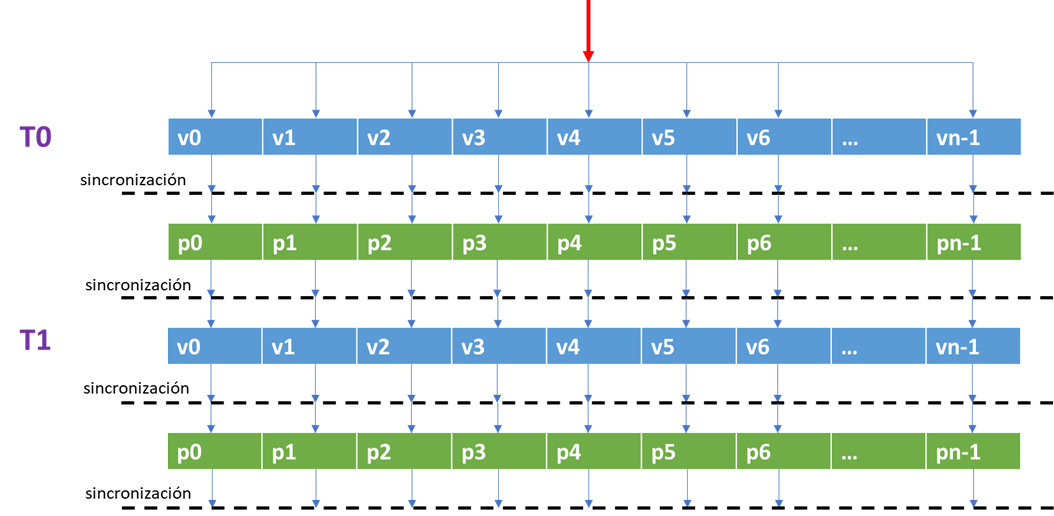 T0
v0 v1 v2 v3 v4 v5 v6 ... vn-1
sincronización
p0 p1 p2 p3 p4 p5 p6 ... pn-1
sincronización
T1
v0 v1 v2 v3 v4 v5 v6 ... vn-1
sincronización
p0 p1 p2 p3 p4 p5 p6 ... pn-1
sincronización